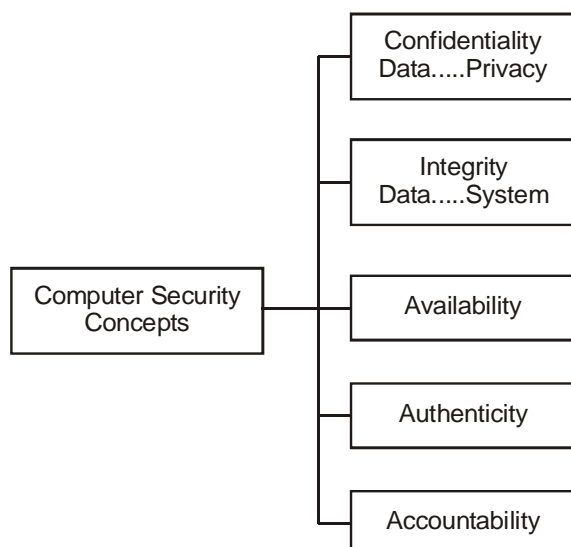 Confidentiality
Data.....Privacy
Integrity
Data.....System
Computer Security
Concepts
Availability
Authenticity
Accountability